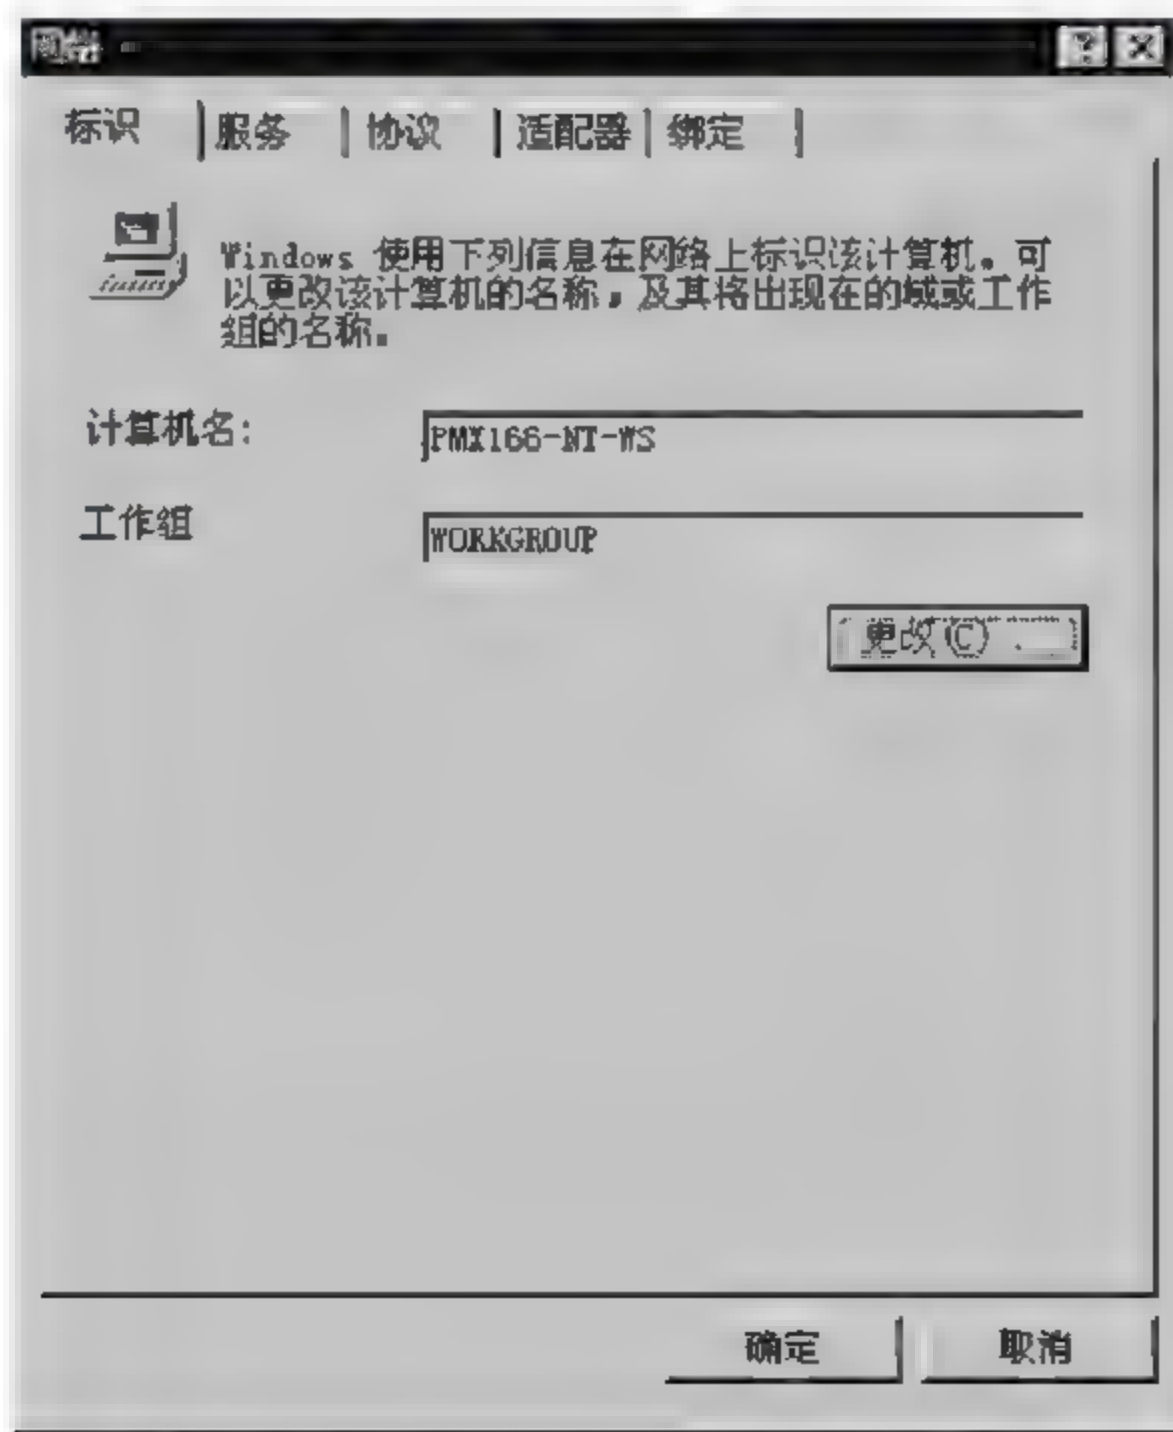 网络
标识 服务 协议 适配器 绑定
Windows 使用下列信息在网络上标识该计算机。可
以更改该计算机的名称，及其将出现在的域或工作
组的名称。
计算机名: PMX166-NT-WS
工作组 WORKGROUP
更改(C)...
确定 取消